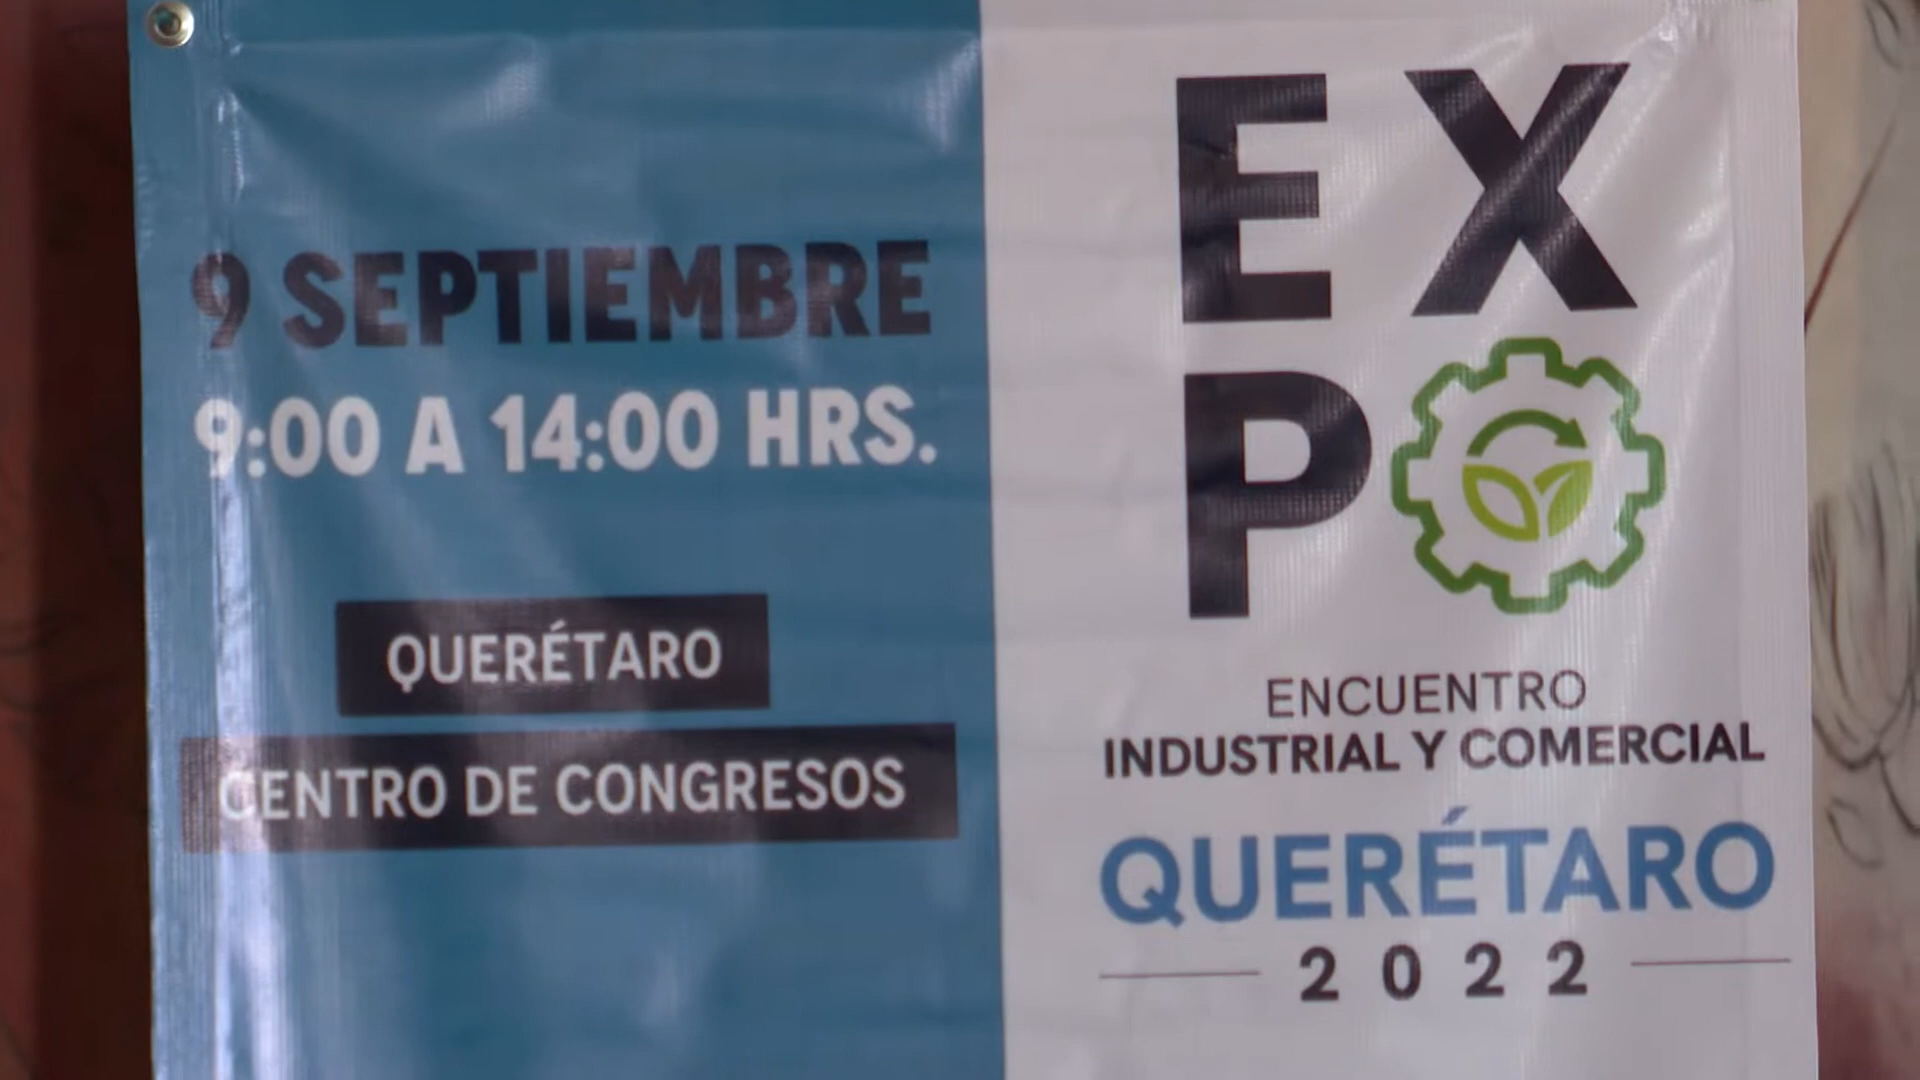 9 SEPTIEMBRE
9:00 A 14:00 HRS.
QUERÉTARO
CENTRO DE CONGRESOS
EX
P
ENCUENTRO
INDUSTRIAL Y COMERCIAL
QUERÉTARO
2022